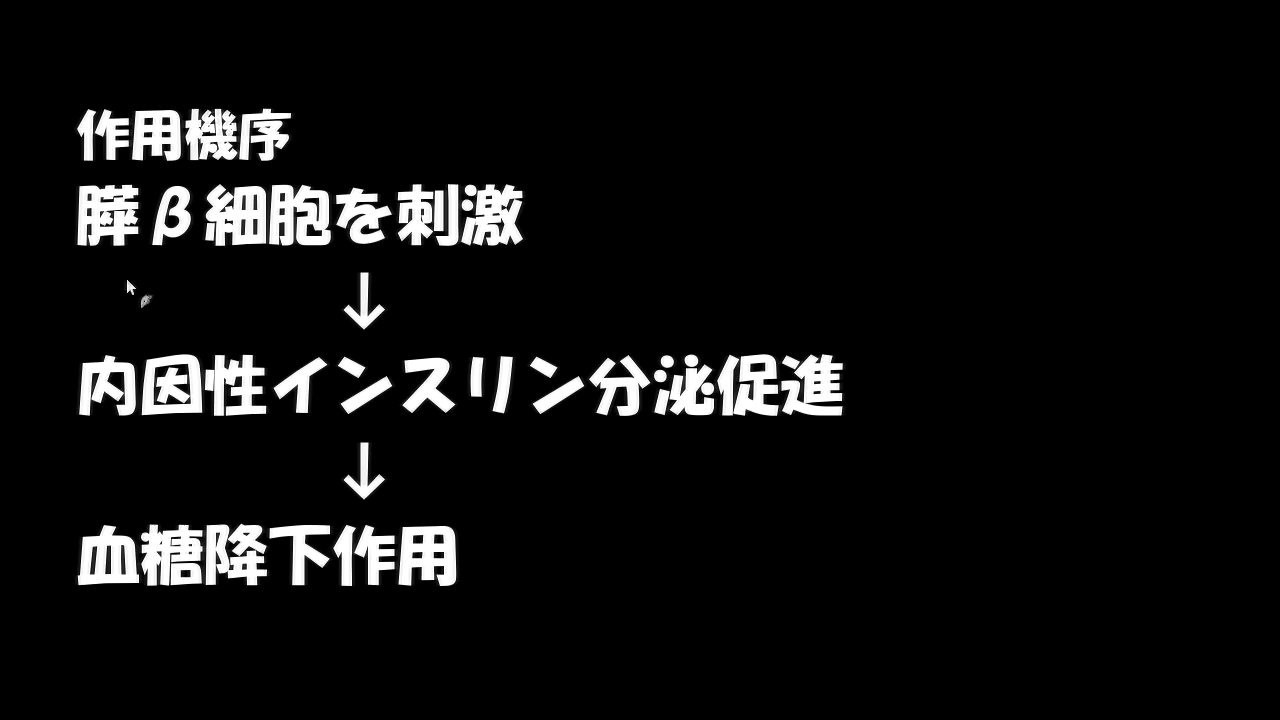 作用機序
膵β細胞を刺激
↓
内因性インスリン分泌促進
↓
血糖降下作用